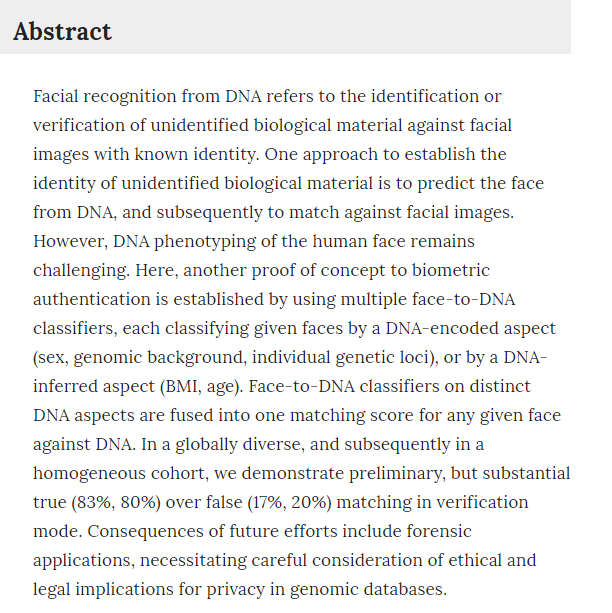 Abstract
Facial recognition from DNA refers to the identification or
verification of unidentified biological material against facial
images with known identity. One approach to establish the
identity of unidentified biological material is to predict the face
from DNA, and subsequently to match against facial images.
However, DNA phenotyping of the human face remains
challenging. Here, another proof of concept to biometric
authentication is established by using multiple face-to-DNA
classifiers, each classifying given faces by a DNA-encoded aspect
(sex, genomic background, individual genetic loci), or by a DNA-
inferred aspect (BMI, age). Face-to-DNA classifiers on distinct
DNA aspects are fused into one matching score for any given face
against DNA. In a globally diverse, and subsequently in a
homogeneous cohort, we demonstrate preliminary, but substantial
true (83%, 80%) over false (17%, 20%) matching in verification
mode. Consequences of future efforts include forensic
applications, necessitating careful consideration of ethical and
legal implications for privacy in genomic databases.